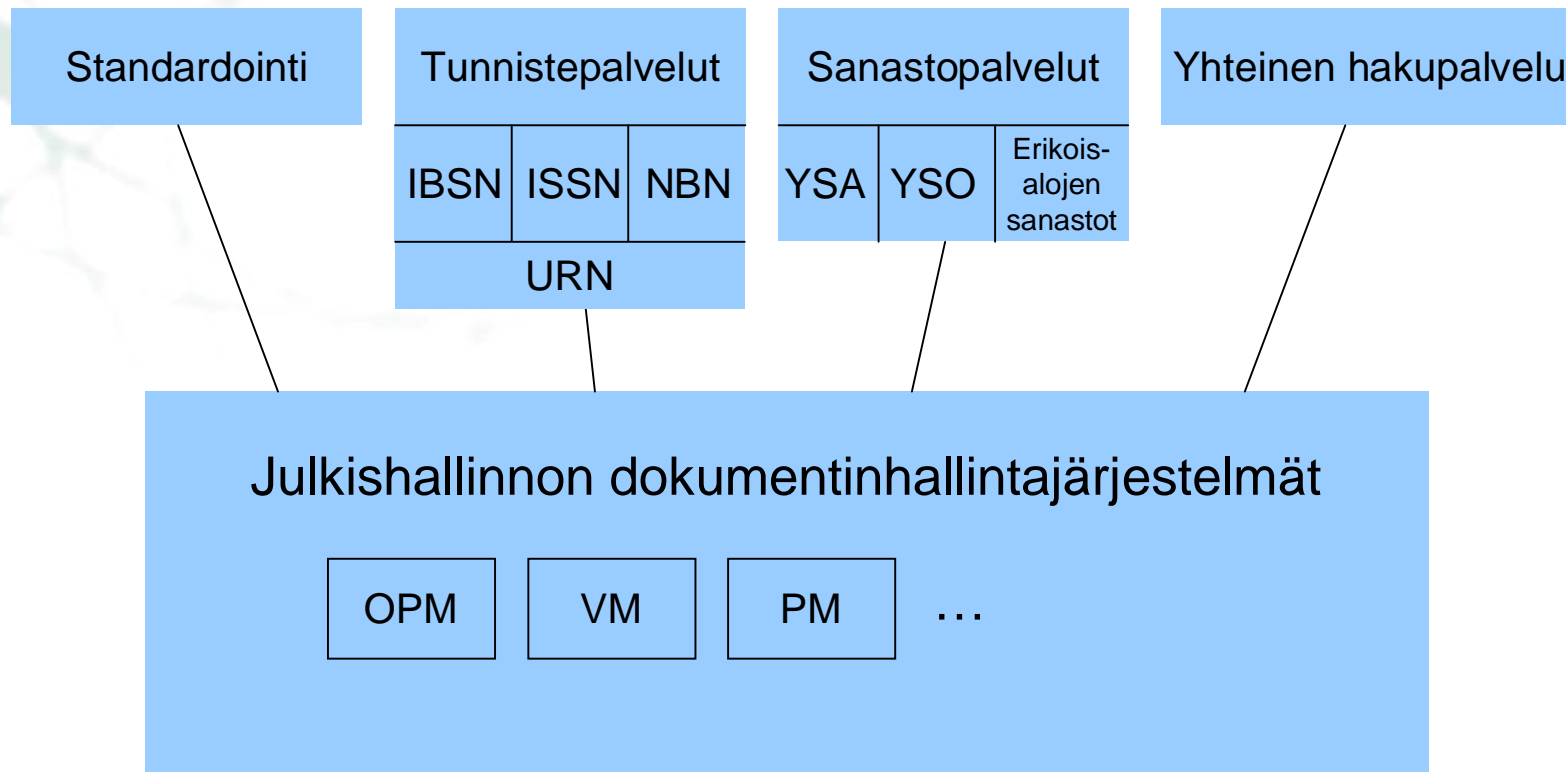 Standardointi
Tunnistepalvelut
Sanastopalvelut
Yhteinen hakupalvelu
IBSN ISSN NBN
YSA YSO
Erikois-
alojen
sanastot
URN
Julkishallinnon dokumentinhallintajärjestelmät
OPM VM PM ...